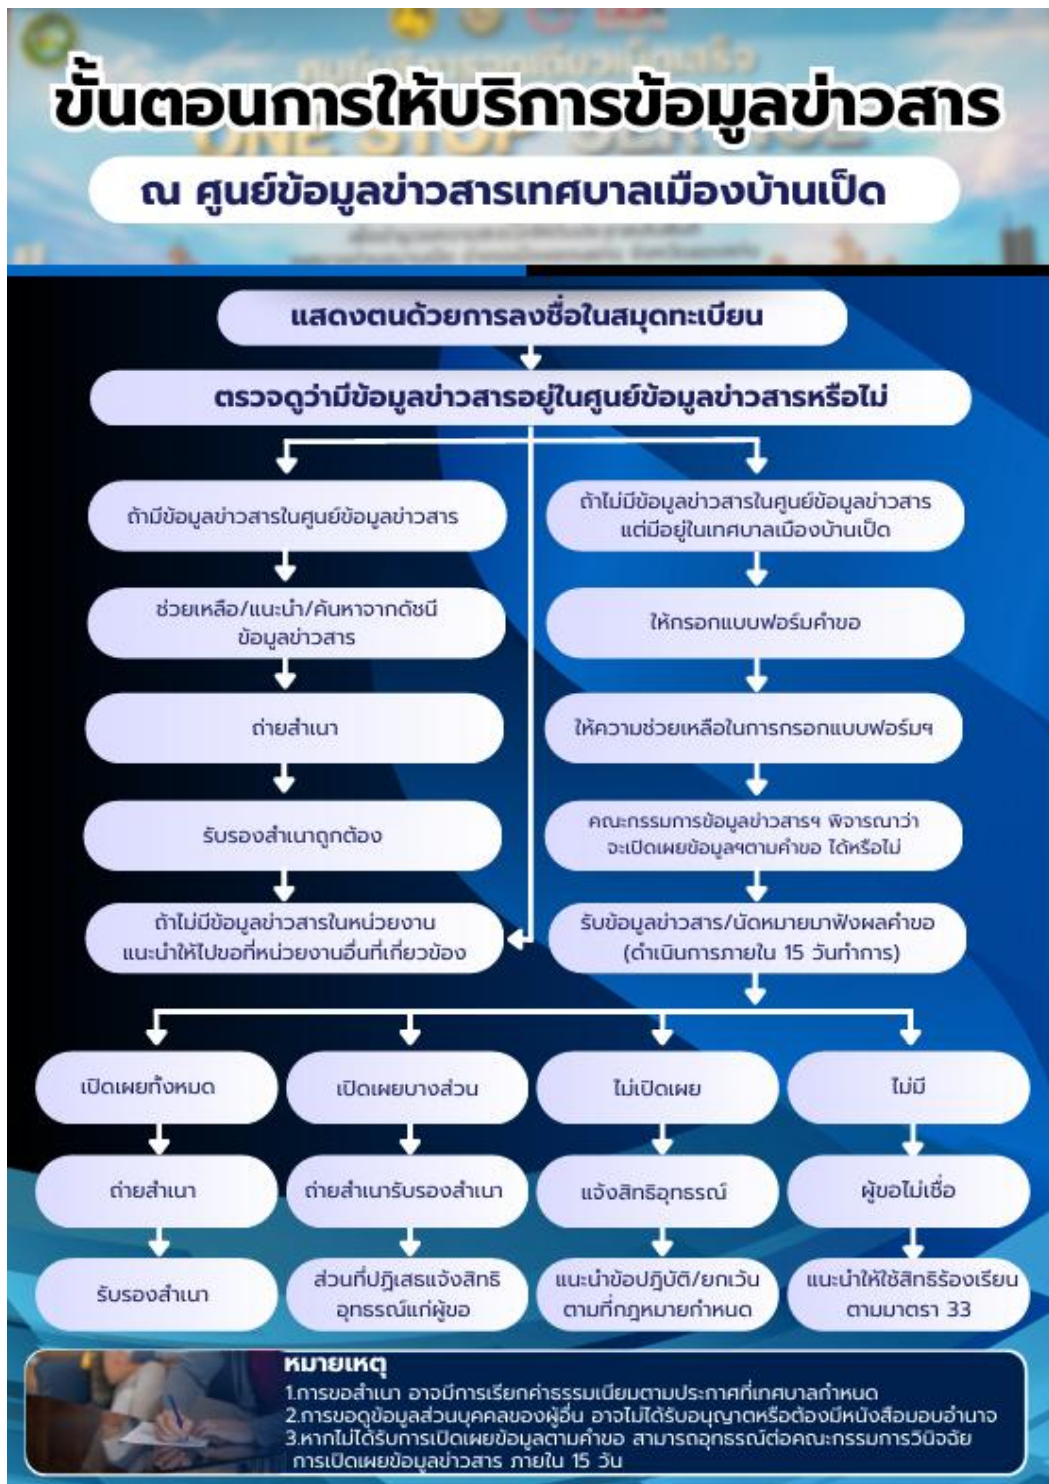 ขั้นตอนการให้บริการข้อมูลข่าวสาร
ณ ศูนย์ข้อมูลข่าวสารเทศบาลเมืองบ้านเป็ด
แสดงตนด้วยการลงชื่อในสมุดทะเบียน
ตรวจดูว่ามีข้อมูลข่าวสารอยู่ในศูนย์ข้อมูลข่าวสารหรือไม่
ถ้ามีข้อมูลข่าวสารในศูนย์ข้อมูลข่าวสาร
ช่วยเหลือ/แนะนำ/ค้นหาจากดัชนี
ข้อมูลข่าวสาร
ถ่ายสำเนา
รับรองสำเนาถูกต้อง
ถ้าไม่มีข้อมูลข่าวสารในหน่วยงาน
แนะนำให้ไปขอที่หน่วยงานอื่นที่เกี่ยวข้อง
ถ้าไม่มีข้อมูลข่าวสารในศูนย์ข้อมูลข่าวสาร
แต่มีอยู่ในเทศบาลเมืองบ้านเป็ด
ให้กรอกแบบฟอร์มคำขอ
ให้ความช่วยเหลือในการกรอกแบบฟอร์มฯ
คณะกรรมการข้อมูลข่าวสารฯ พิจารณาว่า
จะเปิดเผยข้อมูลฯตามคำขอ ได้หรือไม่
รับข้อมูลข่าวสาร/นัดหมายมาฟังผลคำขอ
(ดำเนินการภายใน 15 วันทำการ)
เปิดเผยทั้งหมด
ถ่ายสำเนา
รับรองสำเนา
เปิดเผยบางส่วน
ถ่ายสำเนารับรองสำเนา
ส่วนที่ปฏิเสธแจ้งสิทธิ
อุทธรณ์แก่ผู้ขอ
ไม่เปิดเผย
แจ้งสิทธิอุทธรณ์
แนะนำข้อปฏิบัติ/ยกเว้น
ตามที่กฎหมายกำหนด
ไม่มี
ผู้ขอไม่เชื่อ
แนะนำให้ใช้สิทธิร้องเรียน
ตามมาตรา 33
หมายเหตุ
1.การขอสำเนา อาจมีการเรียกค่าธรรมเนียมตามประกาศที่เทศบาลกำหนด
2.การขอดูข้อมูลส่วนบุคคลของผู้อื่น อาจไม่ได้รับอนุญาตหรือต้องมีหนังสือมอบอำนาจ
3.หากไม่ได้รับการเปิดเผยข้อมูลตามคำขอ สามารถอุทธรณ์ต่อคณะกรรมการวินิจฉัย
การเปิดเผยข้อมูลข่าวสาร ภายใน 15 วัน